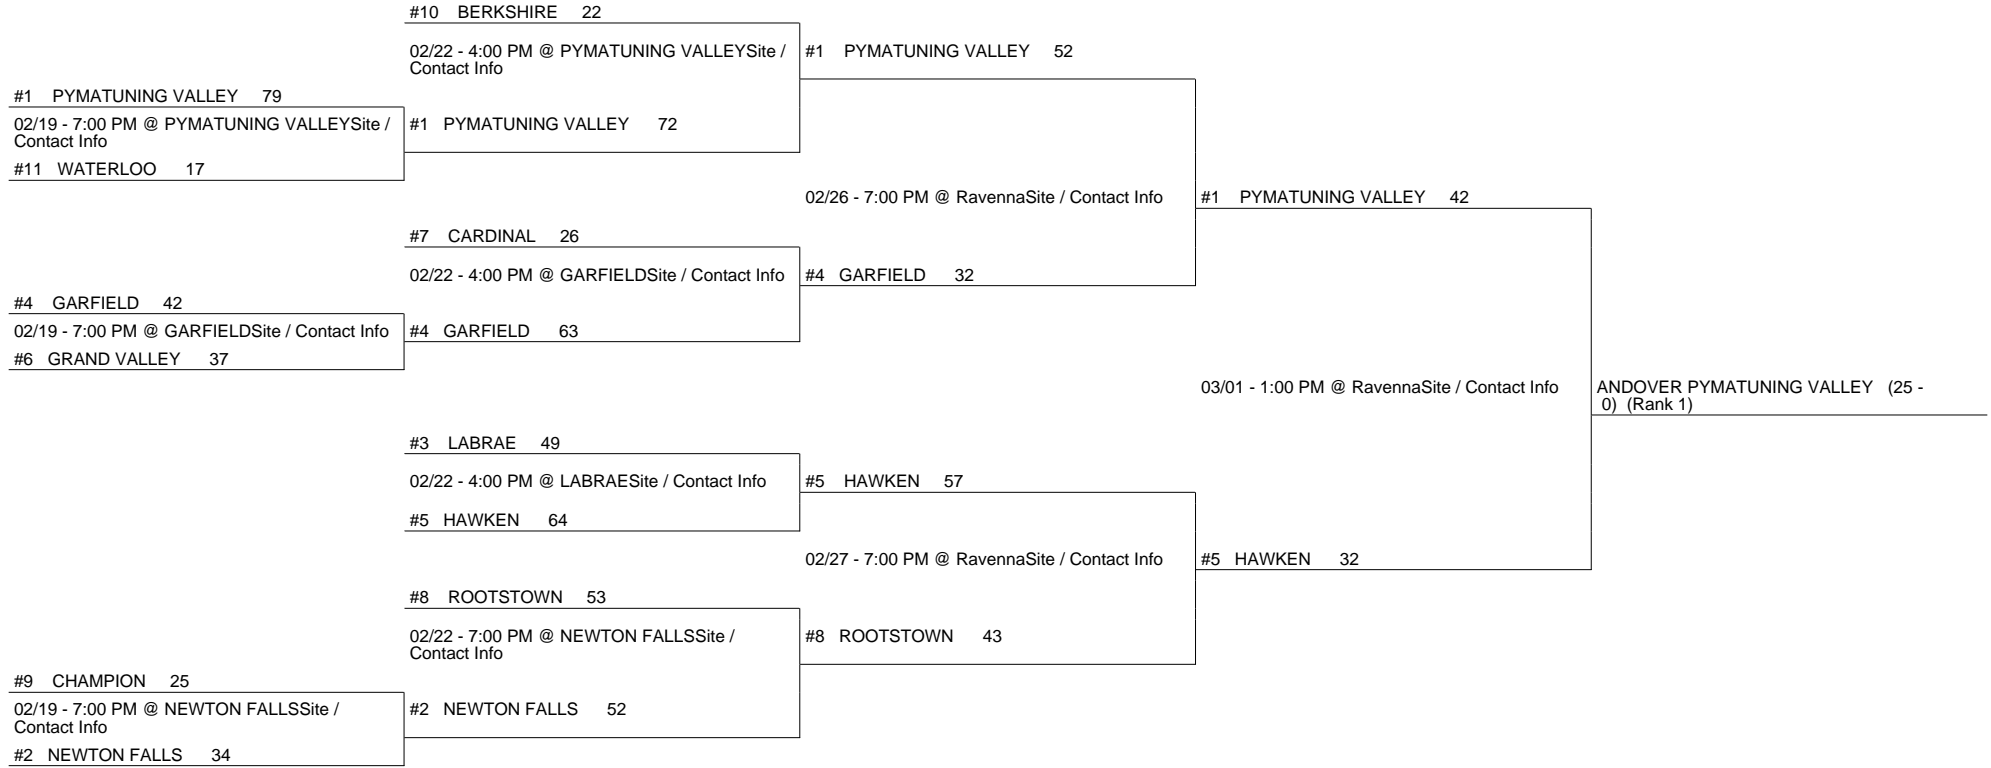 #10 BERKSHIRE 22
02/22 - 4:00 PM @ PYMATUNING VALLEYSite /
Contact Info
#1 PYMATUNING VALLEY 52
#1 PYMATUNING VALLEY 79
02/19 - 7:00 PM @ PYMATUNING VALLEYSite /
Contact Info
#1 PYMATUNING VALLEY 72
#11 WATERLOO 17
02/26 - 7:00 PM @ RavennaSite / Contact Info
#1 PYMATUNING VALLEY 42
#7 CARDINAL 26
02/22 - 4:00 PM @ GARFIELDSite / Contact Info
#4 GARFIELD 32
#4 GARFIELD 42
02/19 - 7:00 PM @ GARFIELDSite / Contact Info
#4 GARFIELD 63
#6 GRAND VALLEY 37
03/01 - 1:00 PM @ RavennaSite / Contact Info
ANDOVER PYMATUNING VALLEY (25 -
0) (Rank 1)
#3 LABRAE 49
02/22 - 4:00 PM @ LABRAESite / Contact Info
#5 HAWKEN 57
#5 HAWKEN 64
02/27 - 7:00 PM @ RavennaSite / Contact Info
#5 HAWKEN 32
#8 ROOTSTOWN 53
02/22 - 7:00 PM @ NEWTON FALLSSite /
Contact Info
#8 ROOTSTOWN 43
#9 CHAMPION 25
02/19 - 7:00 PM @ NEWTON FALLSSite /
Contact Info
#2 NEWTON FALLS 52
#2 NEWTON FALLS 34